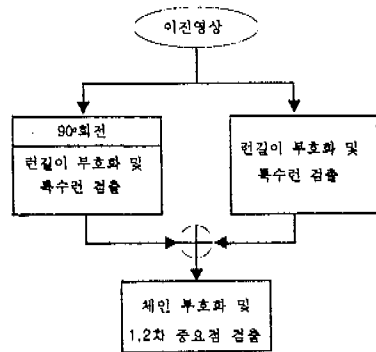 이진영상
90°회전
런길이 부호화 및
특수런 검출
런길이 부호화 및
특수런 검출
체인 부호화 및
1,2차 중요점 검출